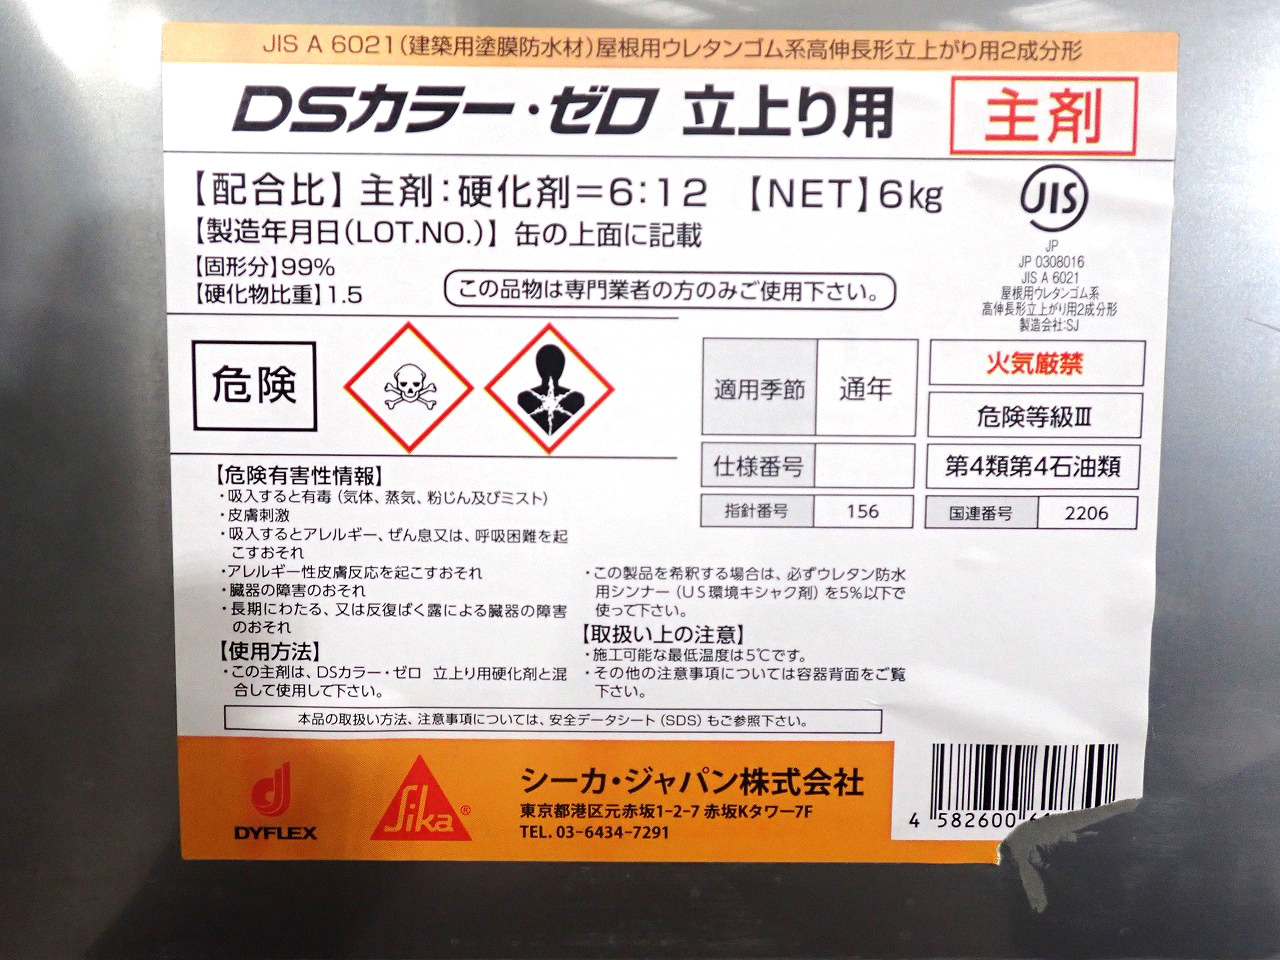 JIS A 6021(建築用塗膜防水材)屋根用ウレタンゴム系高伸長形立上がり用2成分形
DSカラー・ゼロ 立上り用
主剤
【配合比】主剤：硬化剤=6：12 【NET】6kg
【製造年月日(LOT.NO.)】缶の上面に記載
【固形分】99%
【硬化物比重】1.5
この品物は専門業者の方のみご使用下さい。
JIS
JP
JP 0308016
JIS A 6021
屋根用ウレタンゴム系
高伸長形立上がり用2成分形
製造会社:SJ
危険
適用季節 通年
仕様番号
指針番号 156
火気厳禁
危険等級Ⅲ
第4類第4石油類
国連番号 2206
【危険有害性情報】
・吸入すると有毒（気体、蒸気、粉じん及びミスト）
・皮膚刺激
・吸入するとアレルギー、ぜん息又は、呼吸困難を起
こすおそれ
・アレルギー性皮膚反応を起こすおそれ
・臓器の障害のおそれ
・長期にわたる、又は反復ばく露による臓器の障害
のおそれ
【使用方法】
・この主剤は、DSカラー・ゼロ 立上り用硬化剤と混
合して使用して下さい。
・この製品を希釈する場合は、必ずウレタン防水
用シンナー（US環境キシャク剤）を5%以下で
使って下さい。
【取扱い上の注意】
・施工可能な最低温度は5℃です。
・その他の注意事項については容器背面をご覧
下さい。
本品の取扱い方法、注意事項については、安全データシート（SDS）もご参照下さい。
DYFLEX
Sika®
シーカ・ジャパン株式会社
東京都港区元赤坂1-2-7 赤坂Kタワー7F
TEL. 03-6434-7291
4 582600